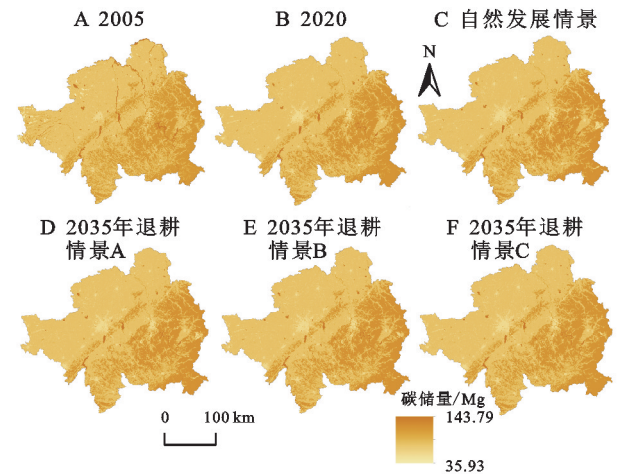 A 2005
B 2020
C 自然发展情景
N
D 2035年退耕
情景A
E 2035年退耕
情景B
F 2035年退耕
情景C
0 100 km
碳储量/Mg
143.79
35.93